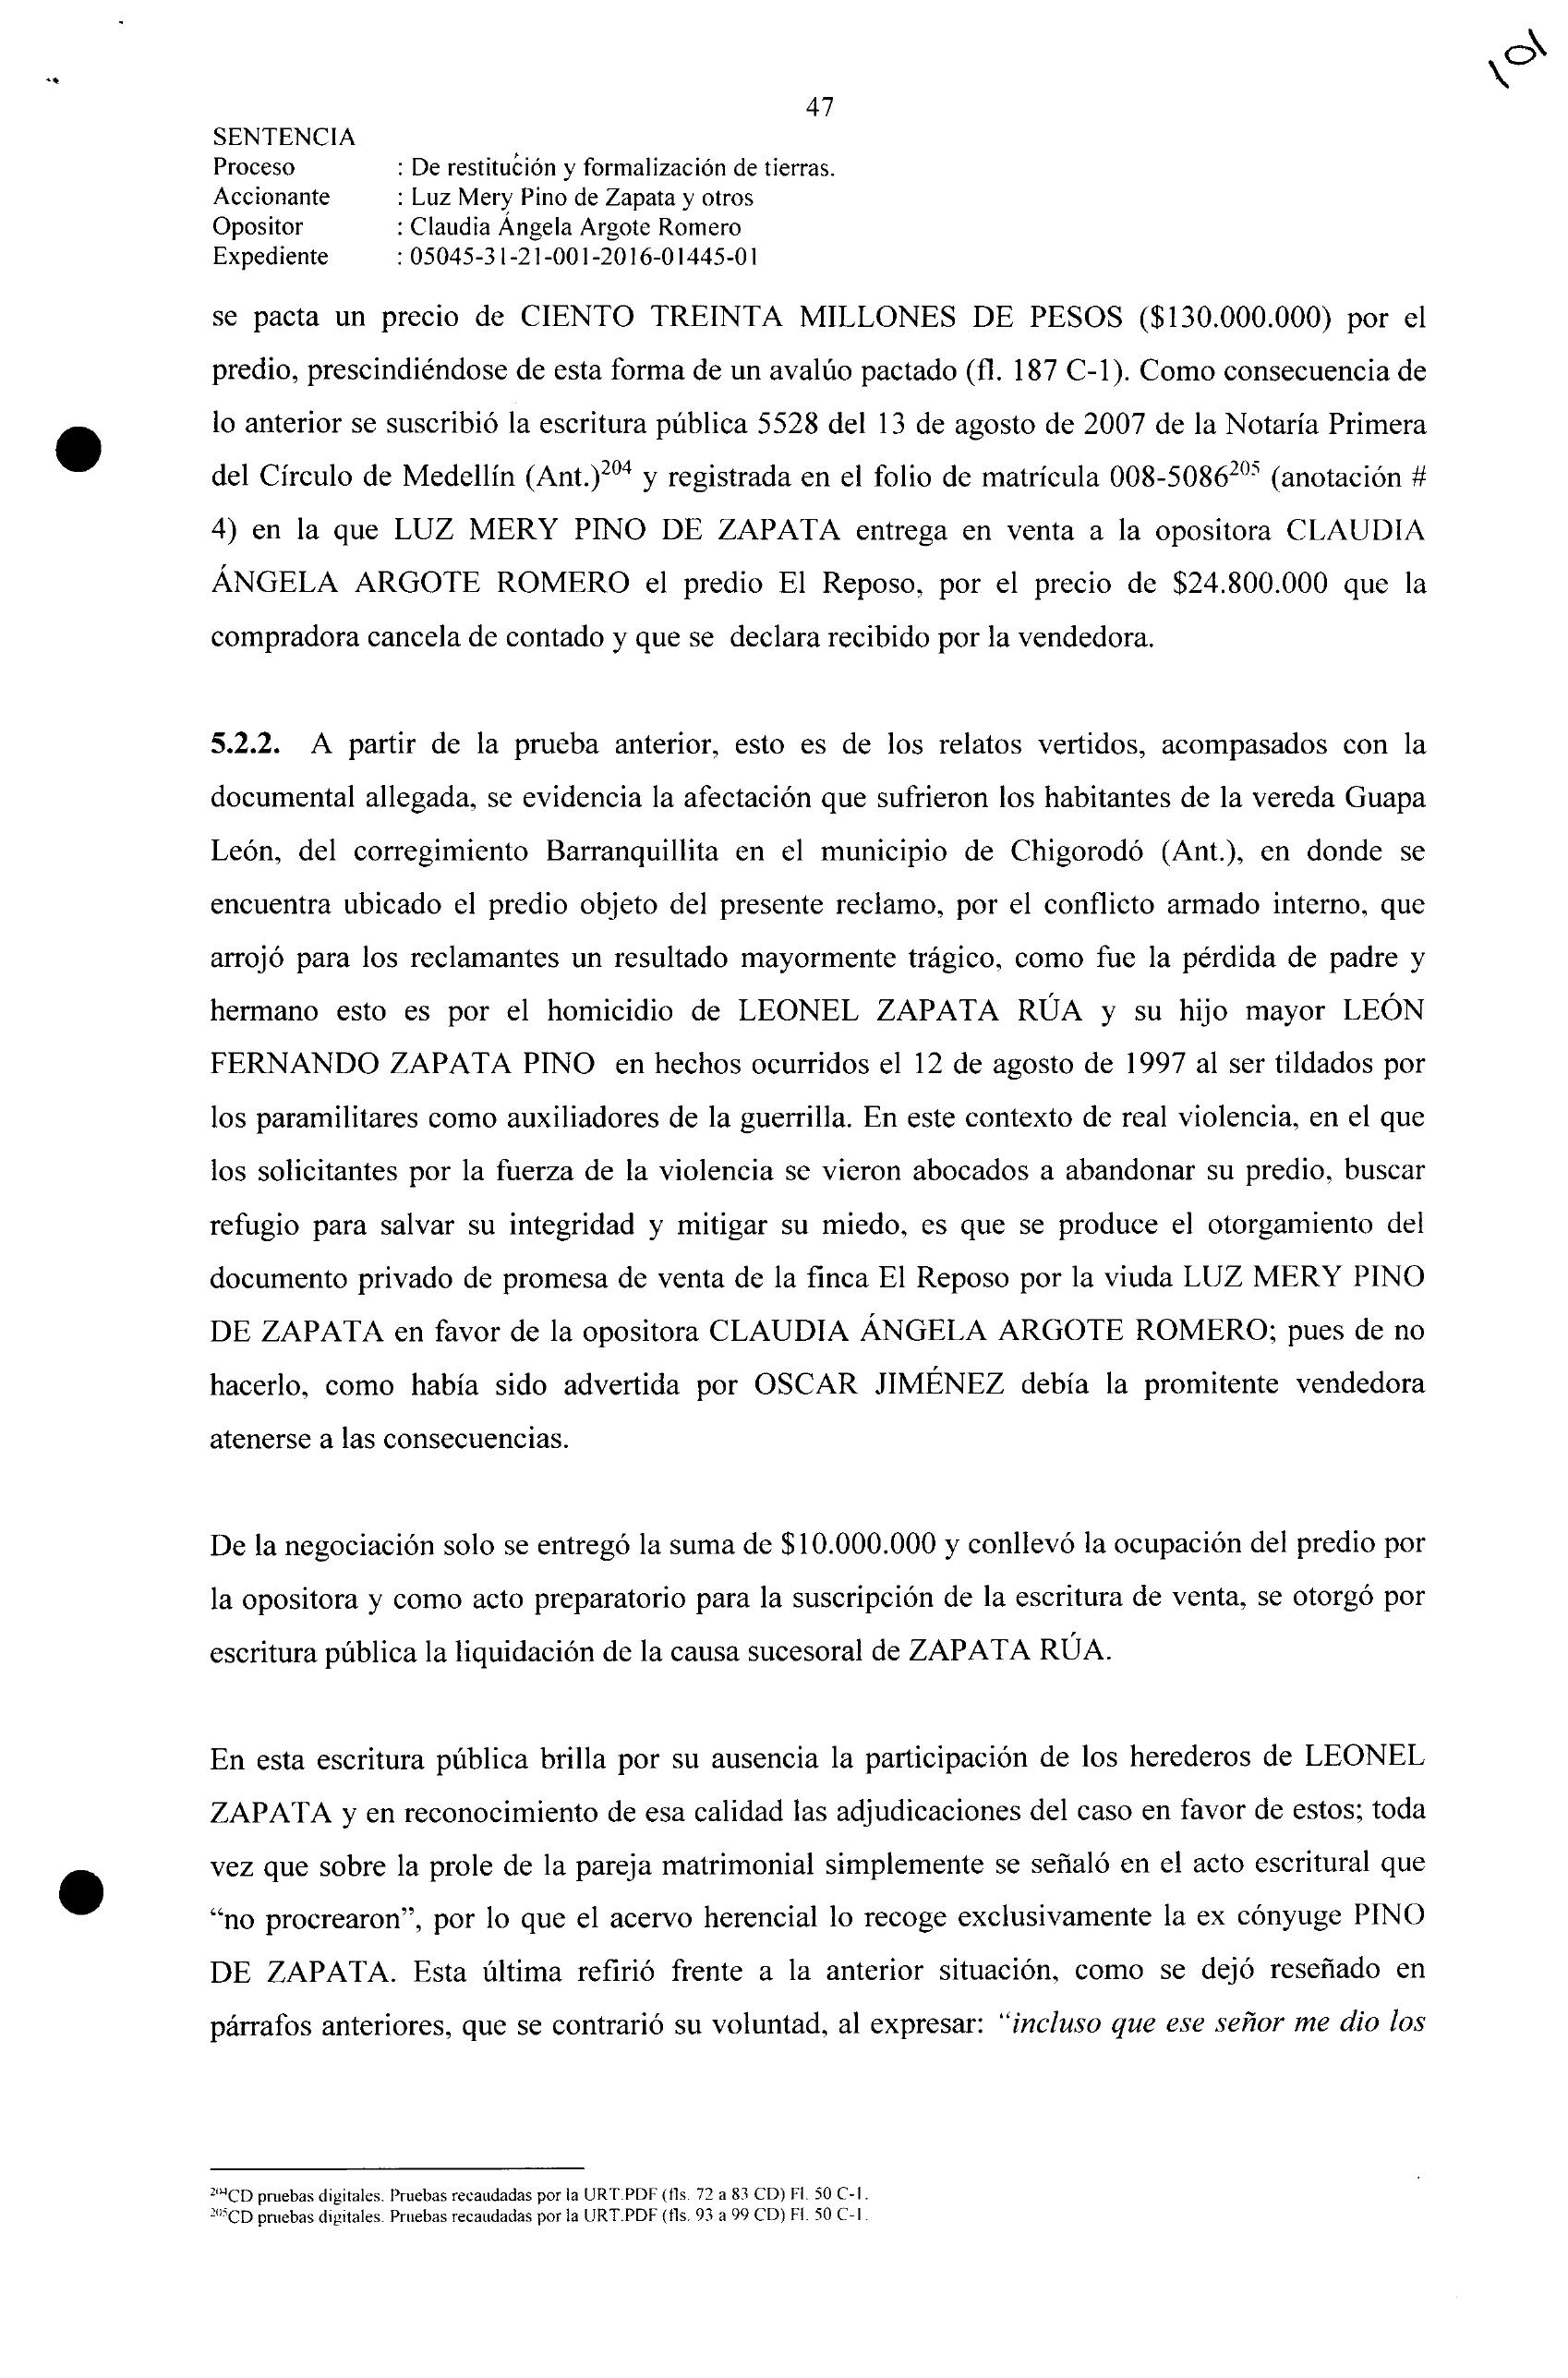 101
47
SENTENCIA
Proceso : De restitución y formalización de tierras.
Accionante : Luz Mery Pino de Zapata y otros
Opositor : Claudia Ángela Argote Romero
Expediente : 05045-31-21-001-2016-01445-01
se pacta un precio de CIENTO TREINTA MILLONES DE PESOS ($130.000.000) por el
predio, prescindiéndose de esta forma de un avalúo pactado (fl. 187 C-1). Como consecuencia de
lo anterior se suscribió la escritura pública 5528 del 13 de agosto de 2007 de la Notaría Primera
del Círculo de Medellín (Ant.)204 y registrada en el folio de matrícula 008-5086205 (anotación #
4) en la que LUZ MERY PINO DE ZAPATA entrega en venta a la opositora CLAUDIA
ÁNGELA ARGOTE ROMERO el predio El Reposo, por el precio de $24.800.000 que la
compradora cancela de contado y que se declara recibido por la vendedora.
5.2.2. A partir de la prueba anterior, esto es de los relatos vertidos, acompasados con la
documental allegada, se evidencia la afectación que sufrieron los habitantes de la vereda Guapa
León, del corregimiento Barranquillita en el municipio de Chigorodó (Ant.), en donde se
encuentra ubicado el predio objeto del presente reclamo, por el conflicto armado interno, que
arrojó para los reclamantes un resultado mayormente trágico, como fue la pérdida de padre y
hermano esto es por el homicidio de LEONEL ZAPATA RÚA y su hijo mayor LEÓN
FERNANDO ZAPATA PINO en hechos ocurridos el 12 de agosto de 1997 al ser tildados por
los paramilitares como auxiliadores de la guerrilla. En este contexto de real violencia, en el que
los solicitantes por la fuerza de la violencia se vieron abocados a abandonar su predio, buscar
refugio para salvar su integridad y mitigar su miedo, es que se produce el otorgamiento del
documento privado de promesa de venta de la finca El Reposo por la viuda LUZ MERY PINO
DE ZAPATA en favor de la opositora CLAUDIA ÁNGELA ARGOTE ROMERO; pues de no
hacerlo, como había sido advertida por OSCAR JIMÉNEZ debía la promitente vendedora
atenerse a las consecuencias.
De la negociación solo se entregó la suma de $10.000.000 y conllevó la ocupación del predio por
la opositora y como acto preparatorio para la suscripción de la escritura de venta, se otorgó por
escritura pública la liquidación de la causa sucesoral de ZAPATA RÚA.
En esta escritura pública brilla por su ausencia la participación de los herederos de LEONEL
ZAPATA y en reconocimiento de esa calidad las adjudicaciones del caso en favor de estos; toda
vez que sobre la prole de la pareja matrimonial simplemente se señaló en el acto escritural que
“no procrearon”, por lo que el acervo herencial lo recoge exclusivamente la ex cónyuge PINO
DE ZAPATA. Esta última refirió frente a la anterior situación, como se dejó reseñado en
párrafos anteriores, que se contrarió su voluntad, al expresar: “incluso que ese señor me dio los
204CD pruebas digitales. Pruebas recaudadas por la URT.PDF (fls. 72 a 83 CD) Fl. 50 C-1.
205CD pruebas digitales. Pruebas recaudadas por la URT.PDF (fls. 93 a 99 CD) Fl. 50 C-1.